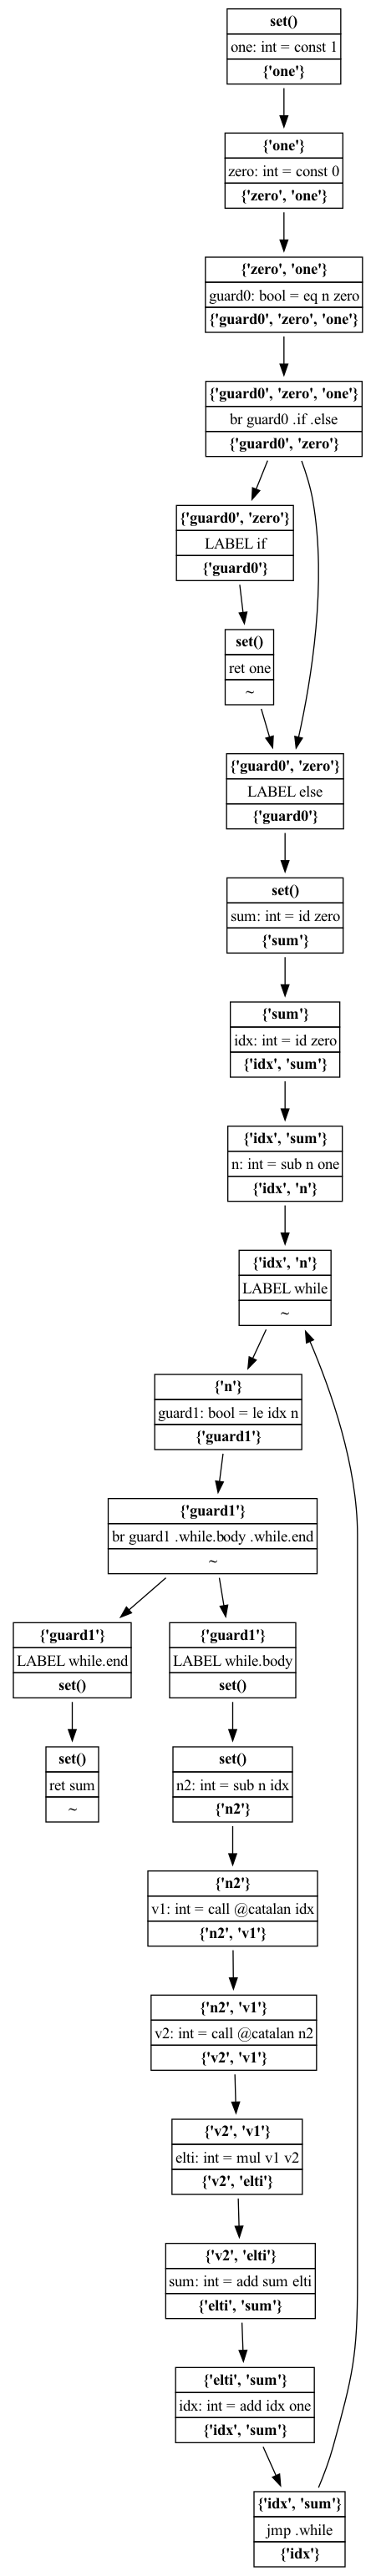 set()
one: int = const 1
{'one'}
{'one'}
zero: int = const 0
{'zero', 'one'}
{'zero', 'one'}
guard0: bool = eq n zero
{'guard0', 'zero', 'one'}
{'guard0', 'zero', 'one'}
br guard0 .if .else
{'guard0', 'zero'}
{'guard0', 'zero'}
LABEL if
{'guard0'}
set()
ret one
~
{'guard0', 'zero'}
LABEL else
{'guard0'}
set()
sum: int = id zero
{'sum'}
{'sum'}
idx: int = id zero
{'idx', 'sum'}
{'idx', 'sum'}
n: int = sub n one
{'idx', 'n'}
{'idx', 'n'}
LABEL while
~
{'n'}
guard1: bool = le idx n
{'guard1'}
{'guard1'}
br guard1 .while.body .while.end
~
{'guard1'}
LABEL while.end
set()
{'guard1'}
LABEL while.body
set()
set()
ret sum
~
set()
n2: int = sub n idx
{'n2'}
{'n2'}
v1: int = call @catalan idx
{'n2', 'v1'}
{'n2', 'v1'}
v2: int = call @catalan n2
{'v2', 'v1'}
{'v2', 'v1'}
elti: int = mul v1 v2
{'v2', 'elti'}
{'v2', 'elti'}
sum: int = add sum elti
{'elti', 'sum'}
{'elti', 'sum'}
idx: int = add idx one
{'idx', 'sum'}
{'idx', 'sum'}
jmp .while
{'idx'}